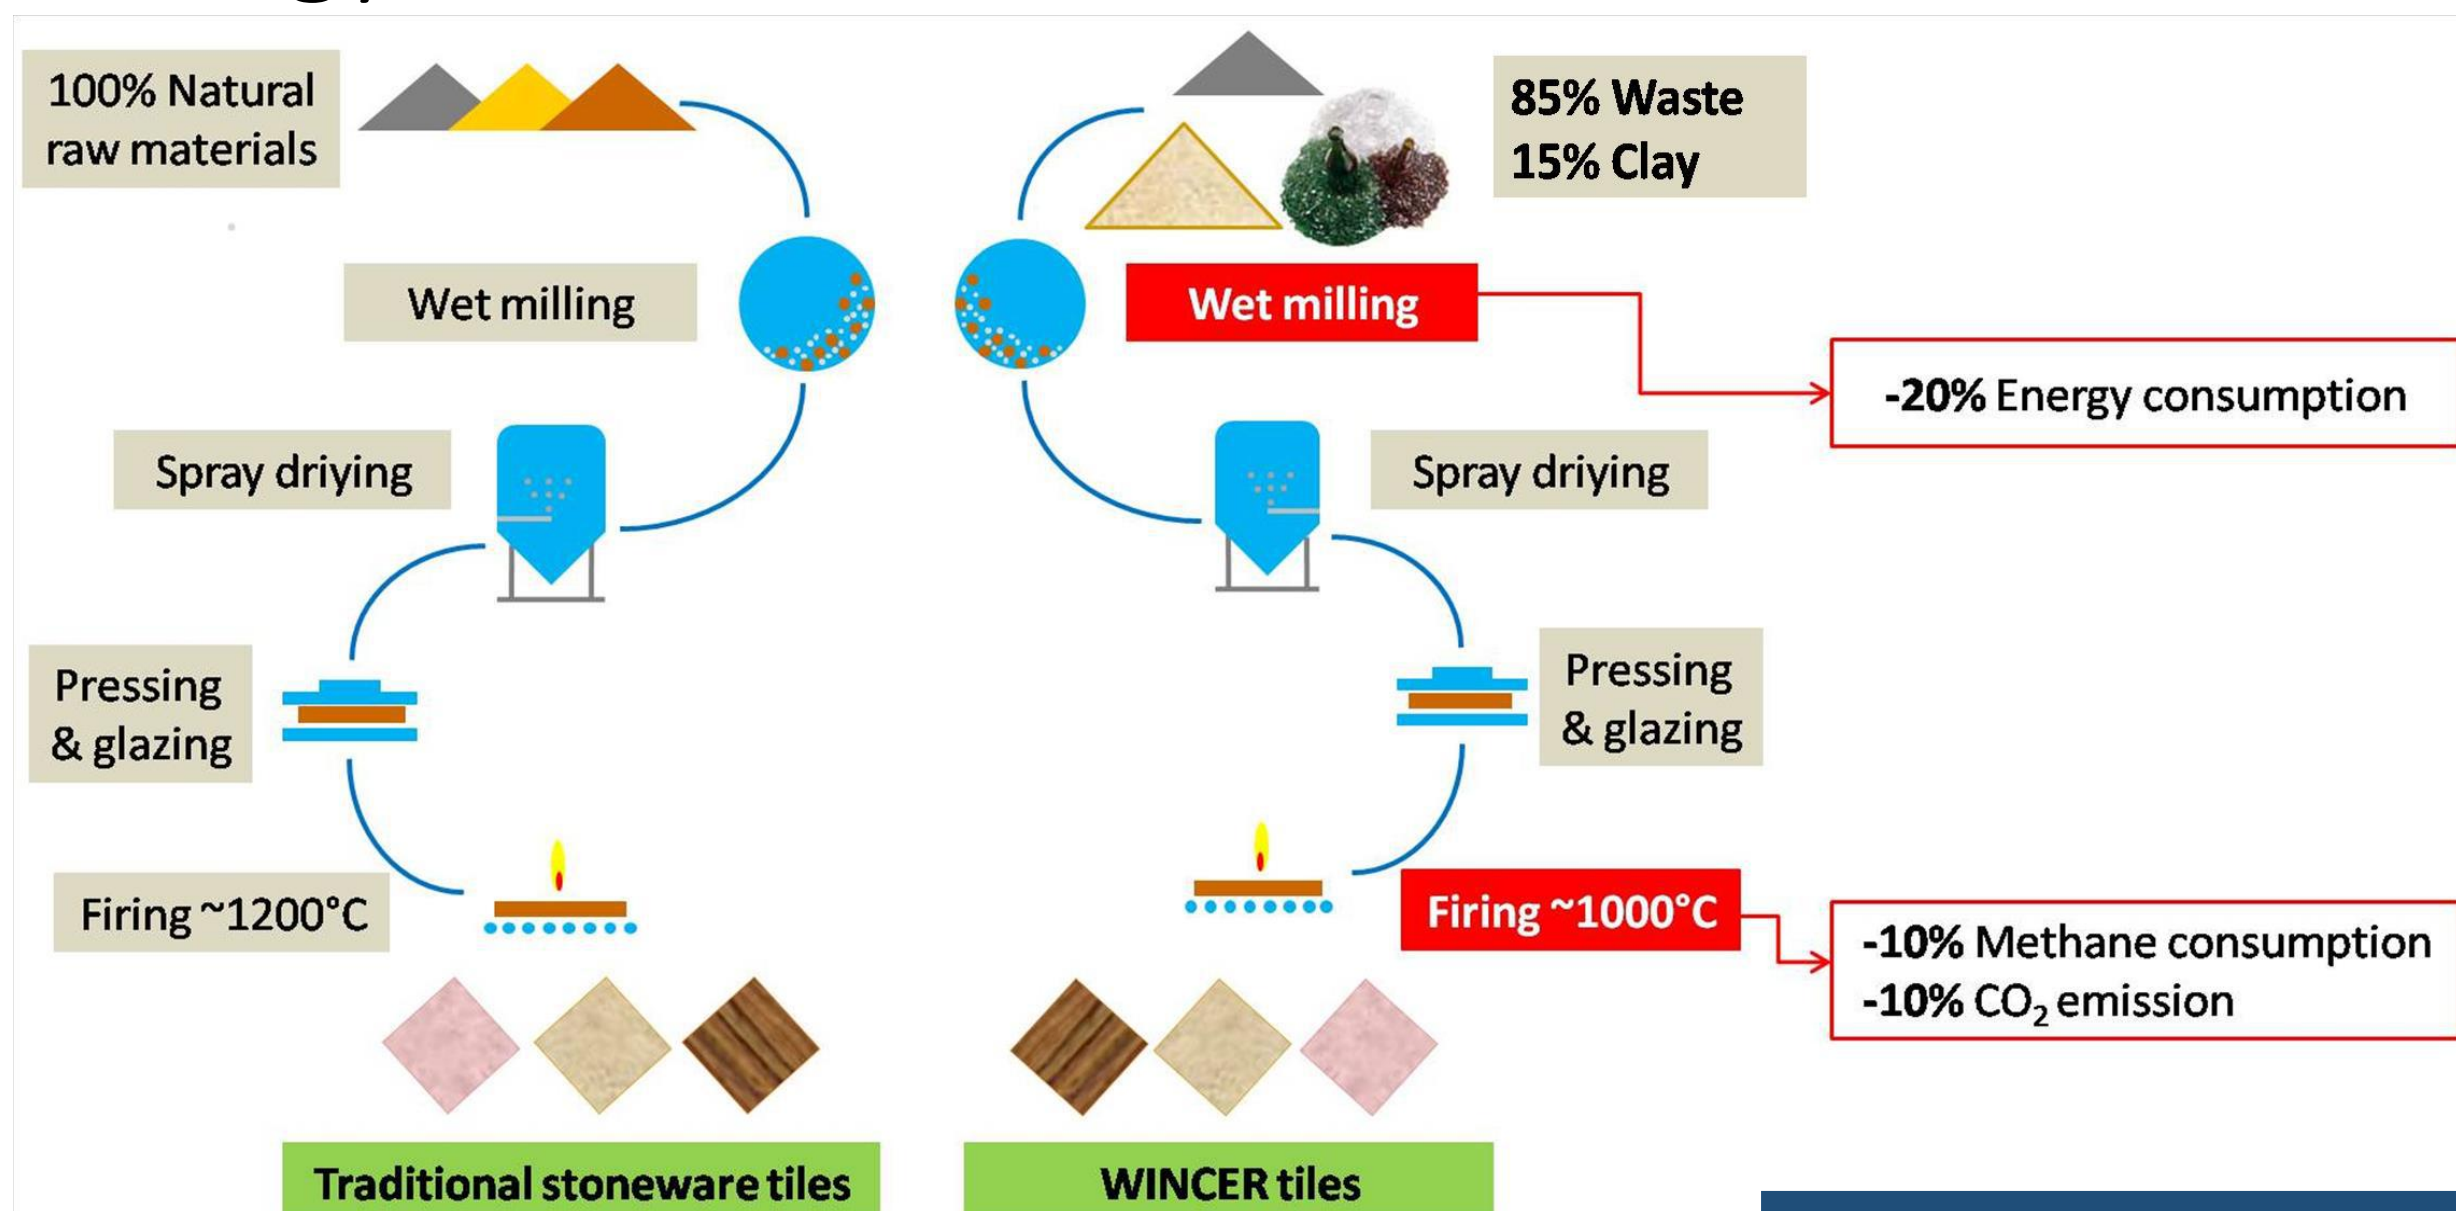 100% Natural
raw materials
Wet milling
Spray driying
Pressing
& glazing
Firing ~1200°C
Traditional stoneware tiles
85% Waste
15% Clay
Wet milling
-20% Energy consumption
Spray driying
Pressing
& glazing
Firing ~1000°C
-10% Methane consumption
-10% CO₂ emission
WINCER tiles